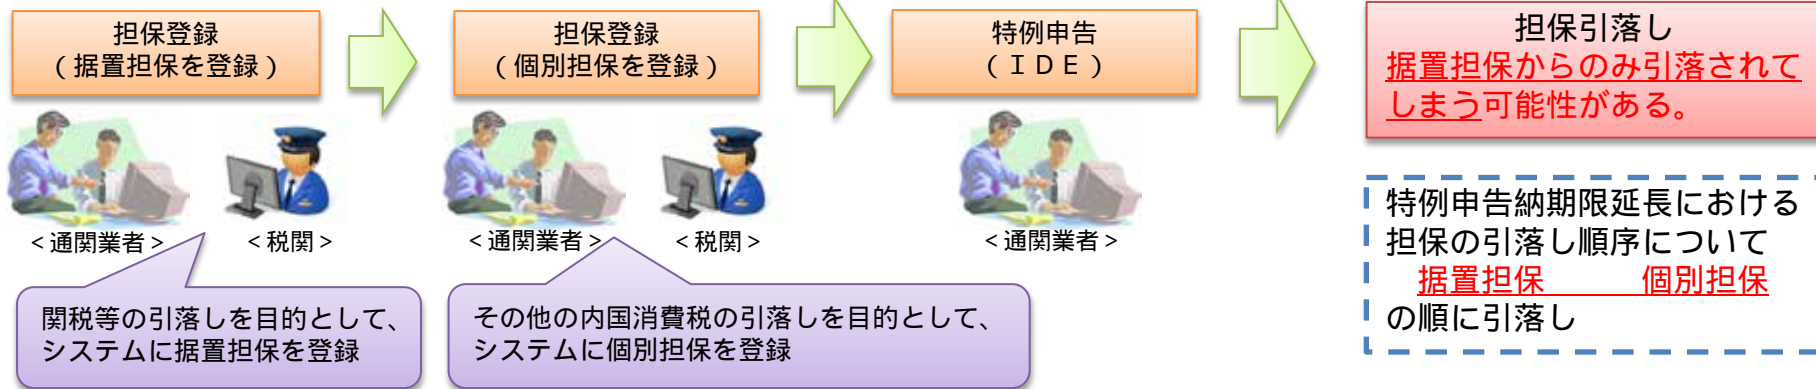 担保登録
（据置担保を登録）
担保登録
（個別担保を登録）
特例申告
（ＩＤＥ）
担保引落し
据置担保からのみ引落されて
しまう可能性がある。
＜通関業者＞
＜税関＞
＜通関業者＞
＜税関＞
＜通関業者＞
関税等の引落しを目的として、
システムに据置担保を登録
その他の内国消費税の引落しを目的として、
システムに個別担保を登録
特例申告納期限延長における
担保の引落し順序について
据置担保　　　個別担保
の順に引落し